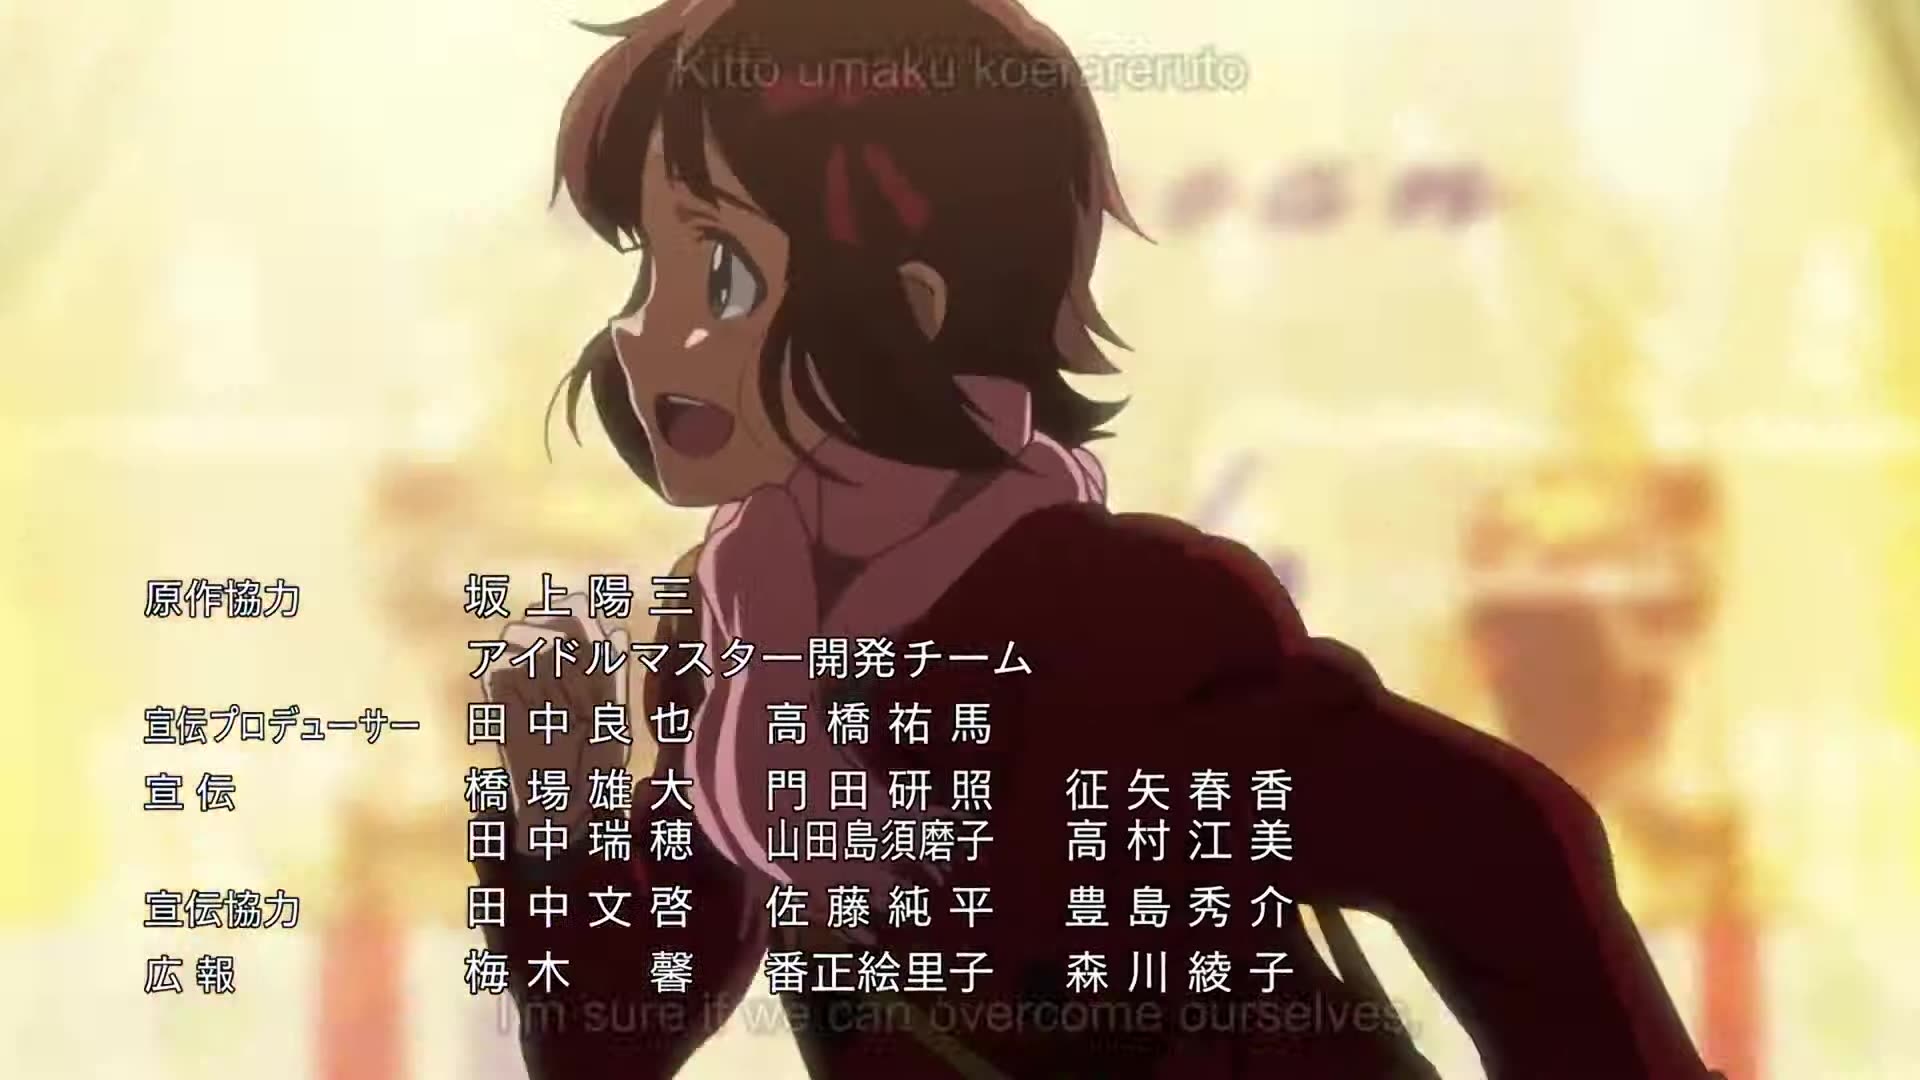 Kitto umaku koerareruto
原作協力 坂上陽三
アイドルマスター開発チーム
宣伝プロデューサー 田中良也 高橋祐馬
宣伝 橋場雄大 門田研照 征矢春香
田中瑞穂 山田島須磨子 高村江美
宣伝協力 田中文啓 佐藤純平 豊島秀介
広報 梅木馨 番正絵里子 森川綾子
I'm sure if we can overcome ourselves,